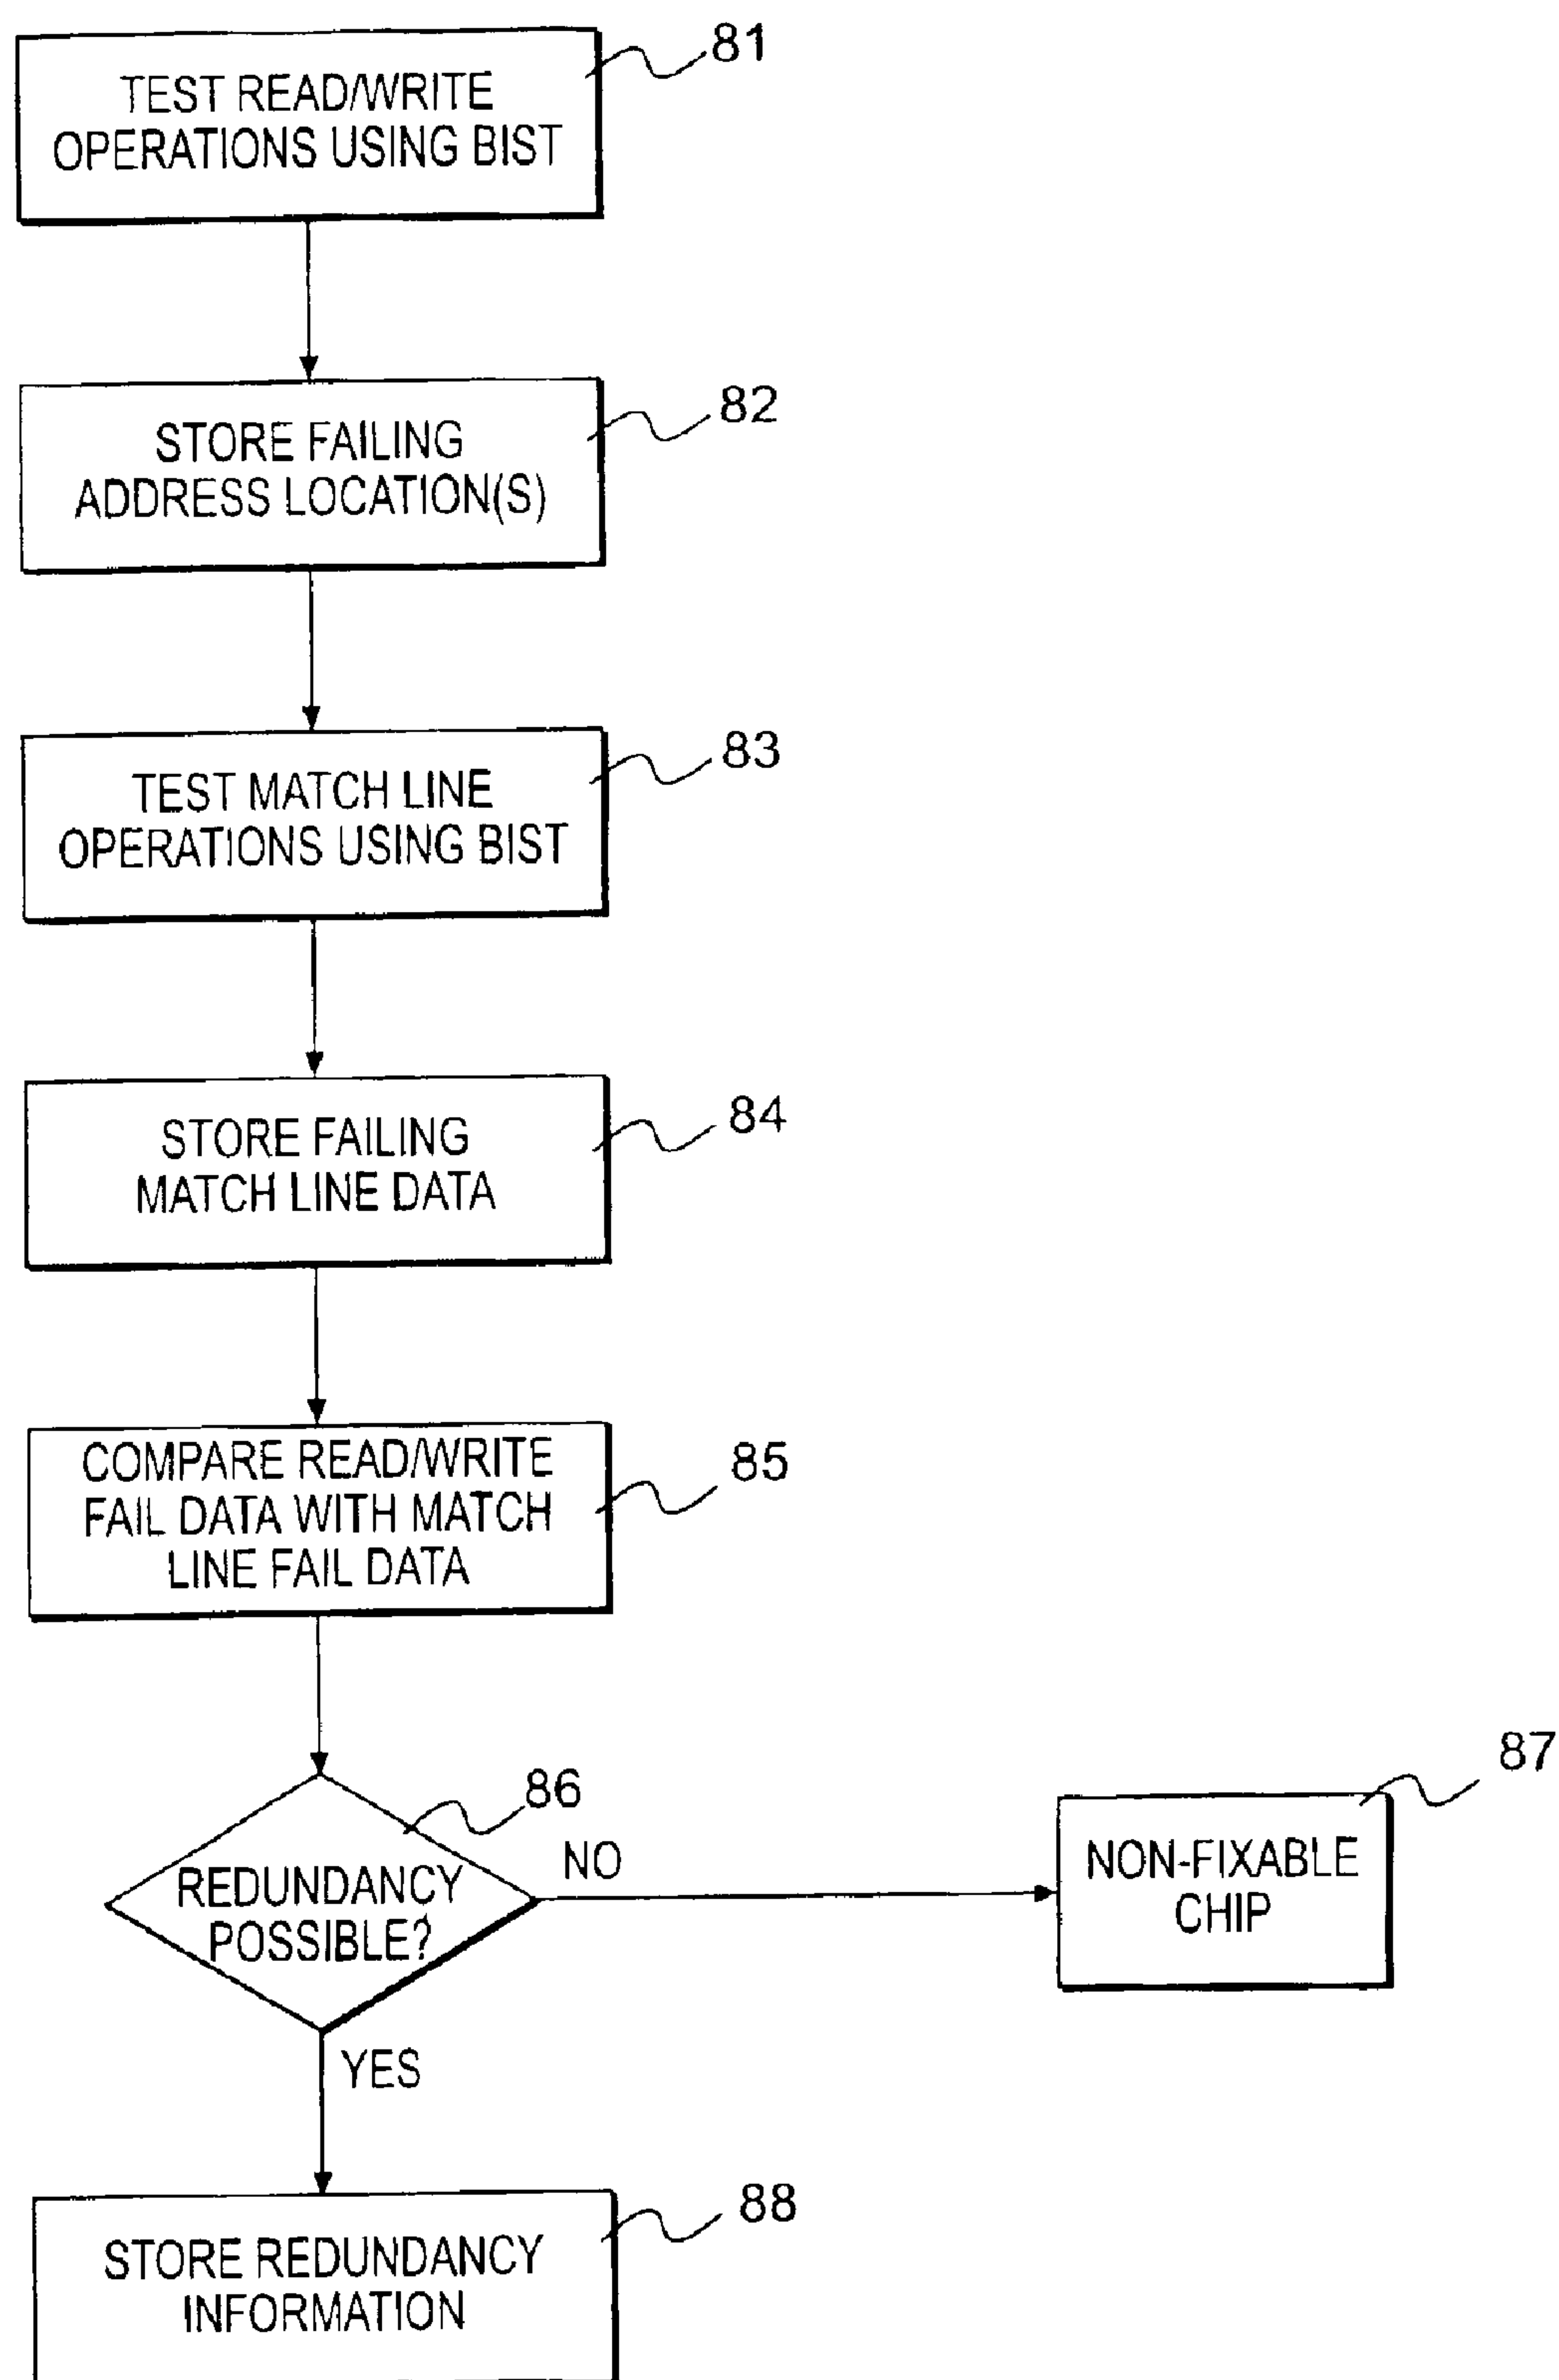 81
TEST READ/WRITE
OPERATIONS USING BIST
82
STORE FAILING
ADDRESS LOCATION(S)
83
TEST MATCH LINE
OPERATIONS USING BIST
84
STORE FAILING
MATCH LINE DATA
85
COMPARE READ/WRITE
FAIL DATA WITH MATCH
LINE FAIL DATA
86
REDUNDANCY
POSSIBLE?
NO
87
NON-FIXABLE
CHIP
YES
88
STORE REDUNDANCY
INFORMATION